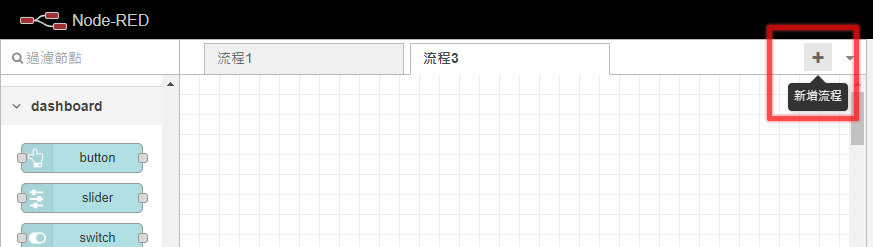 Node-RED
過濾節點
流程1
流程3
新增流程
dashboard
button
slider
switch